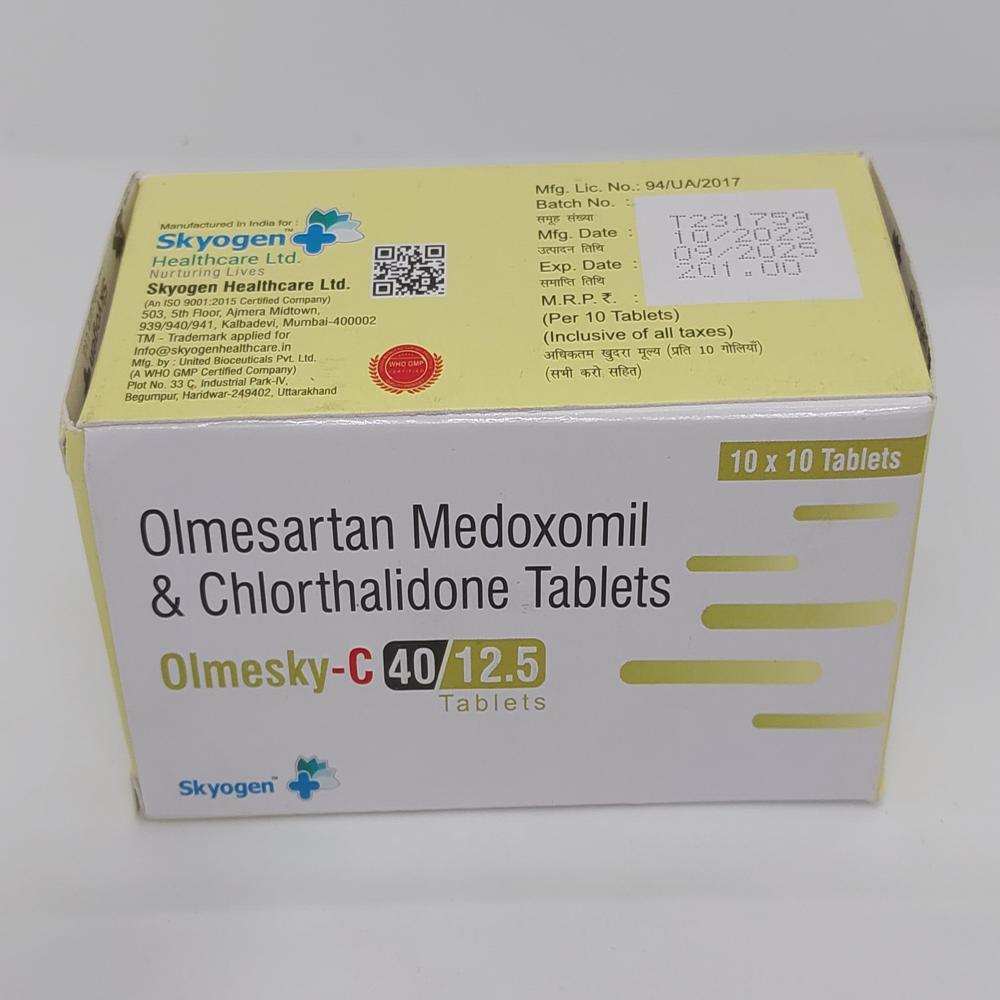 Manufactured in India for :
Skyogen™
Healthcare Ltd.
Nurturing Lives
Skyogen Healthcare Ltd.
(An ISO 9001:2015 Certified Company)
503, 5th Floor, Ajmera Midtown,
939/940/941, Kalbadevi, Mumbai-400002
TM - Trademark applied for
Info@skyogenhealthcare.in
Mfg. by : United Bioceuticals Pvt. Ltd.
(A WHO GMP Certified Company)
Plot No. 33 C, Industrial Park-IV,
Begumpur, Haridwar-249402, Uttarakhand
WHO GMP
CERTIFIED
Mfg. Lic. No.: 94/UA/2017
Batch No. : T231759
समूह संख्या
Mfg. Date : 10/2023
उत्पादन तिथि
Exp. Date : 09/2025
समाप्ति तिथि
M.R.P. ₹. : 201.00
(Per 10 Tablets)
(Inclusive of all taxes)
अधिकतम खुदरा मूल्य (प्रति 10 गोलियाँ)
(सभी करो सहित)
10 x 10 Tablets
Olmesartan Medoxomil
& Chlorthalidone Tablets
Olmesky-C 40/12.5
Tablets
Skyogen™